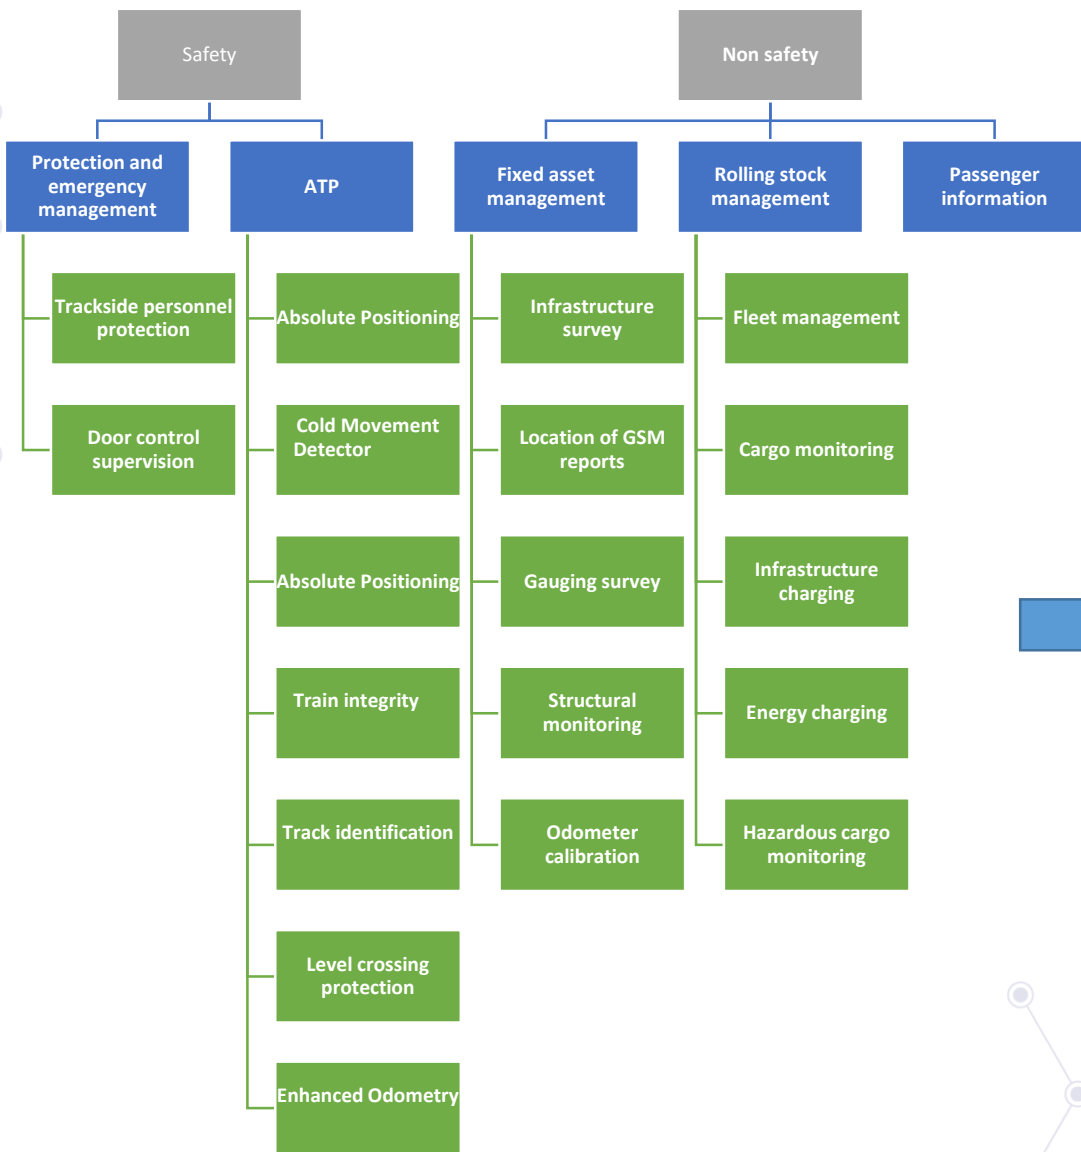 Safety
Non safety
Protection and
emergency
management
ATP
Fixed asset
management
Rolling stock
management
Passenger
information
Trackside personnel
protection
Absolute Positioning
Infrastructure
survey
Fleet management
Door control
supervision
Cold Movement
Detector
Location of GSM
reports
Cargo monitoring
Absolute Positioning
Gauging survey
Infrastructure
charging
Train integrity
Structural
monitoring
Energy charging
Track identification
Odometer
calibration
Hazardous cargo
monitoring
Level crossing
protection
Enhanced Odometry